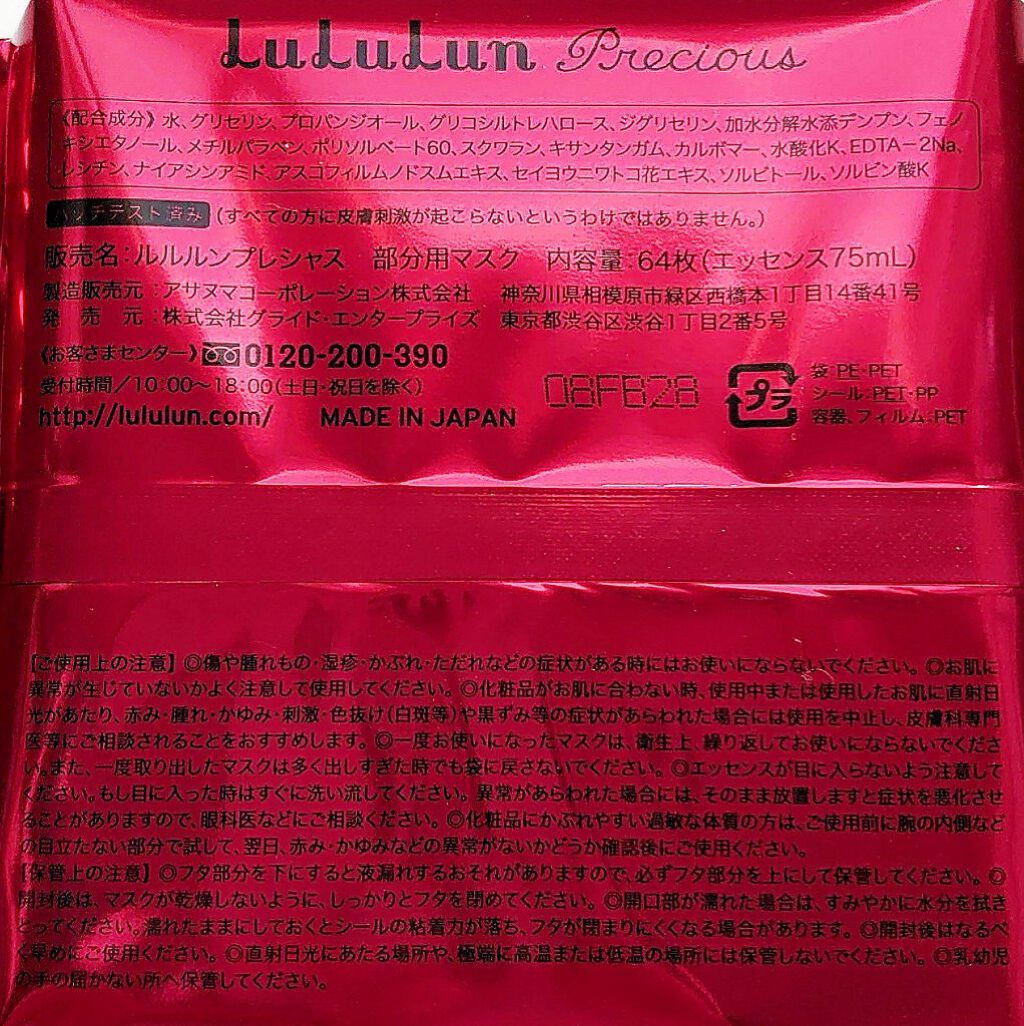 LuLuLun Precious
《配合成分》水、グリセリン、プロパンジオール、グリコシルトレハロース、ジグリセリン、加水分解水添デンプン、フェノ
キシエタノール、メチルパラベン、ポリソルベート60、スクワラン、キサンタンガム、カルボマー、水酸化K、EDTA－2Na、
レシチン、ナイアシンアミド、アスコフィルムノドスムエキス、セイヨウニワトコ花エキス、ソルビトール、ソルビン酸K
パッチテスト済み (すべての方に皮膚刺激が起こらないというわけではありません。)
販売名：ルルルンプレシャス 部分用マスク 内容量：64枚(エッセンス75mL)
製造販売元：アサヌマコーポレーション株式会社 神奈川県相模原市緑区西橋本1丁目14番41号
発売元：株式会社グライド・エンタープライズ 東京都渋谷区渋谷1丁目2番5号
《お客さまセンター》0120-200-390
受付時間／10:00〜18:00(土日・祝日を除く)
http://lululun.com/ MADE IN JAPAN
08FB28
プラ
袋：PE・PET
シール：PET・PP
容器、フィルム：PET
【ご使用上の注意】◎傷や腫れもの・湿疹・かぶれ・ただれなどの症状がある時にはお使いにならないでください。◎お肌に
異常が生じていないかよく注意して使用してください。◎化粧品がお肌に合わない時、使用中または使用したお肌に直射日
光があたり、赤み・腫れ・かゆみ・刺激・色抜け(白斑等)や黒ずみ等の症状があらわれた場合には使用を中止し、皮膚科専門
医等にご相談されることをおすすめします。◎一度お使いになったマスクは、衛生上、繰り返してお使いにならないでくださ
い。また、一度取り出したマスクは多く出しすぎた時でも袋に戻さないでください。◎エッセンスが目に入らないよう注意して
ください。もし目に入った時はすぐに洗い流してください。異常があらわれた場合には、そのまま放置しますと症状を悪化させ
ることがありますので、眼科医などにご相談ください。◎化粧品にかぶれやすい過敏な体質の方は、ご使用前に腕の内側など
の目立たない部分で試して、翌日、赤み・かゆみなどの異常がないかどうか確認後にご使用ください。
【保管上の注意】◎フタ部分を下にすると液漏れするおそれがありますので、必ずフタ部分を上にして保管してください。◎
開封後は、マスクが乾燥しないように、しっかりとフタを閉めてください。◎開口部が濡れた場合は、すみやかに水分を拭き
とってください。濡れたままにしておくとシールの粘着力が落ち、フタが閉まりにくくなる場合があります。◎開封後はなるべ
く早めにご使用ください。◎直射日光にあたる場所や、極端に高温または低温の場所には保管しないでください。◎乳幼児
の手の届かない所へ保管してください。